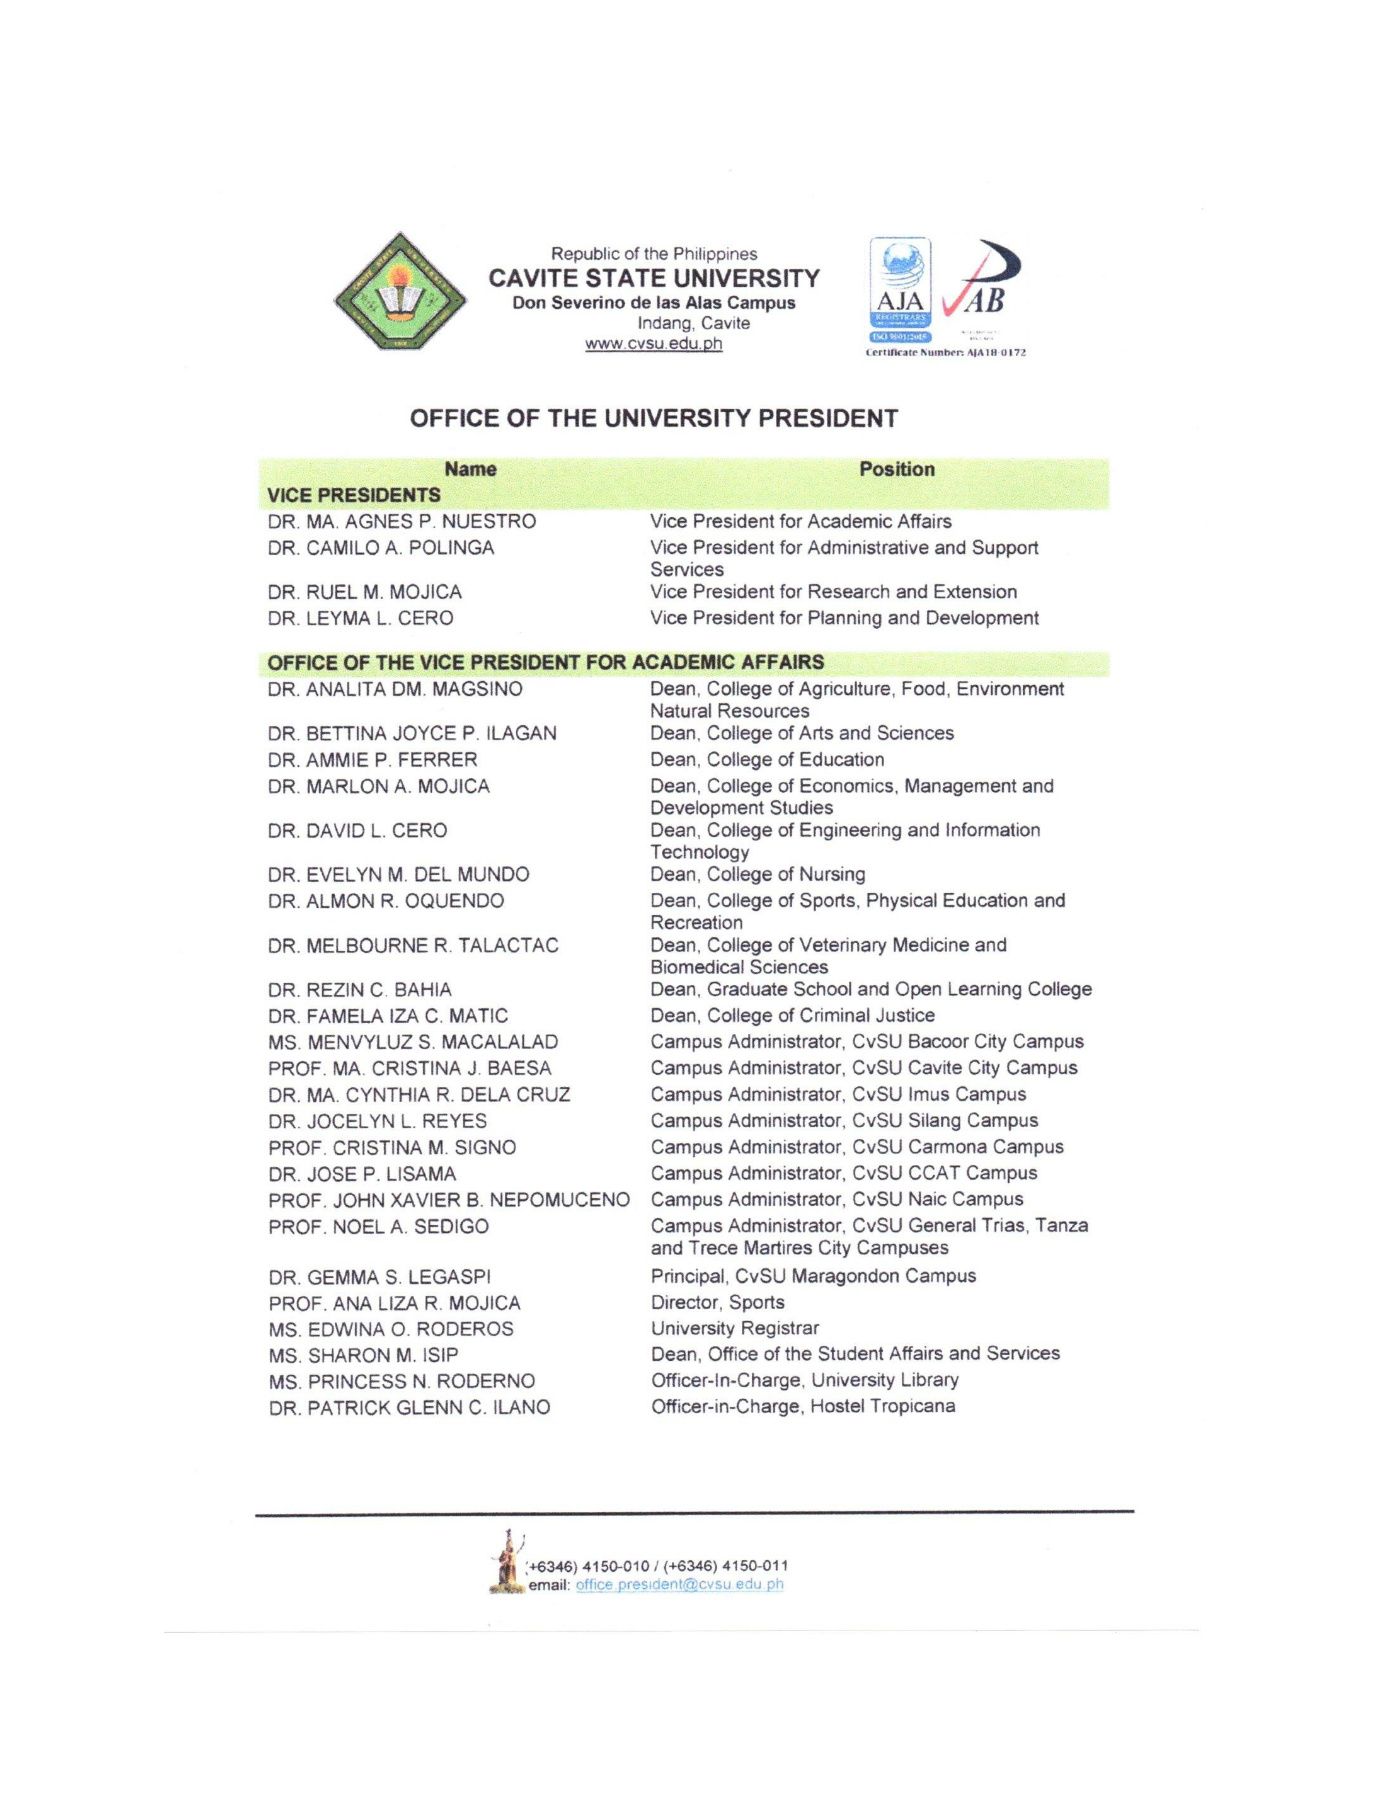 Republic of the Philippines
CAVITE STATE UNIVERSITY
Don Severino de las Alas Campus
Indang, Cavite
www.cvsu.edu.ph
AJA
REGISTRARS
ISO 9001:2015
AB
Certificate Number: AJA18-0172
OFFICE OF THE UNIVERSITY PRESIDENT
Name Position
VICE PRESIDENTS
DR. MA. AGNES P. NUESTRO Vice President for Academic Affairs
DR. CAMILO A. POLINGA Vice President for Administrative and Support
Services
DR. RUEL M. MOJICA Vice President for Research and Extension
DR. LEYMA L. CERO Vice President for Planning and Development
OFFICE OF THE VICE PRESIDENT FOR ACADEMIC AFFAIRS
DR. ANALITA DM. MAGSINO Dean, College of Agriculture, Food, Environment
Natural Resources
DR. BETTINA JOYCE P. ILAGAN Dean, College of Arts and Sciences
DR. AMMIE P. FERRER Dean, College of Education
DR. MARLON A. MOJICA Dean, College of Economics, Management and
Development Studies
DR. DAVID L. CERO Dean, College of Engineering and Information
Technology
DR. EVELYN M. DEL MUNDO Dean, College of Nursing
DR. ALMON R. OQUENDO Dean, College of Sports, Physical Education and
Recreation
DR. MELBOURNE R. TALACTAC Dean, College of Veterinary Medicine and
Biomedical Sciences
DR. REZIN C. BAHIA Dean, Graduate School and Open Learning College
DR. FAMELA IZA C. MATIC Dean, College of Criminal Justice
MS. MENVYLUZ S. MACALALAD Campus Administrator, CvSU Bacoor City Campus
PROF. MA. CRISTINA J. BAESA Campus Administrator, CvSU Cavite City Campus
DR. MA. CYNTHIA R. DELA CRUZ Campus Administrator, CvSU Imus Campus
DR. JOCELYN L. REYES Campus Administrator, CvSU Silang Campus
PROF. CRISTINA M. SIGNO Campus Administrator, CvSU Carmona Campus
DR. JOSE P. LISAMA Campus Administrator, CvSU CCAT Campus
PROF. JOHN XAVIER B. NEPOMUCENO Campus Administrator, CvSU Naic Campus
PROF. NOEL A. SEDIGO Campus Administrator, CvSU General Trias, Tanza
and Trece Martires City Campuses
DR. GEMMA S. LEGASPI Principal, CvSU Maragondon Campus
PROF. ANA LIZA R. MOJICA Director, Sports
MS. EDWINA O. RODEROS University Registrar
MS. SHARON M. ISIP Dean, Office of the Student Affairs and Services
MS. PRINCESS N. RODERNO Officer-In-Charge, University Library
DR. PATRICK GLENN C. ILANO Officer-in-Charge, Hostel Tropicana
(+6346) 4150-010 / (+6346) 4150-011
email: office.president@cvsu.edu.ph